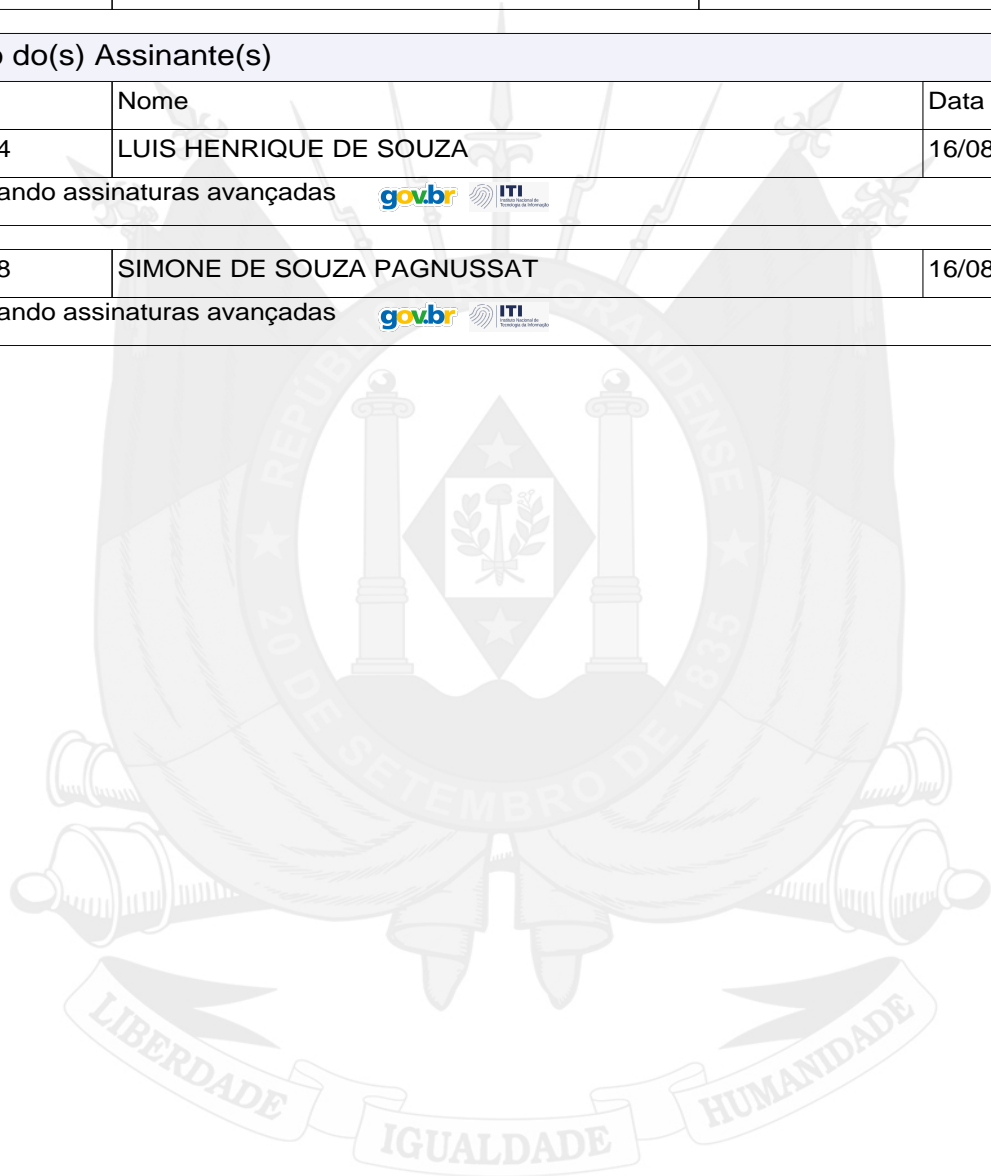 o do(s) Assinante(s)
Nome Data
4 LUIS HENRIQUE DE SOUZA 16/08
ando assinaturas avançadas gov.br ITI
8 SIMONE DE SOUZA PAGNUSSAT 16/08
ando assinaturas avançadas gov.br ITI
REPÚBLICA RIO-GRANDENSE
20 DE SETEMBRO DE 1835
LIBERDADE IGUALDADE HUMANIDADE